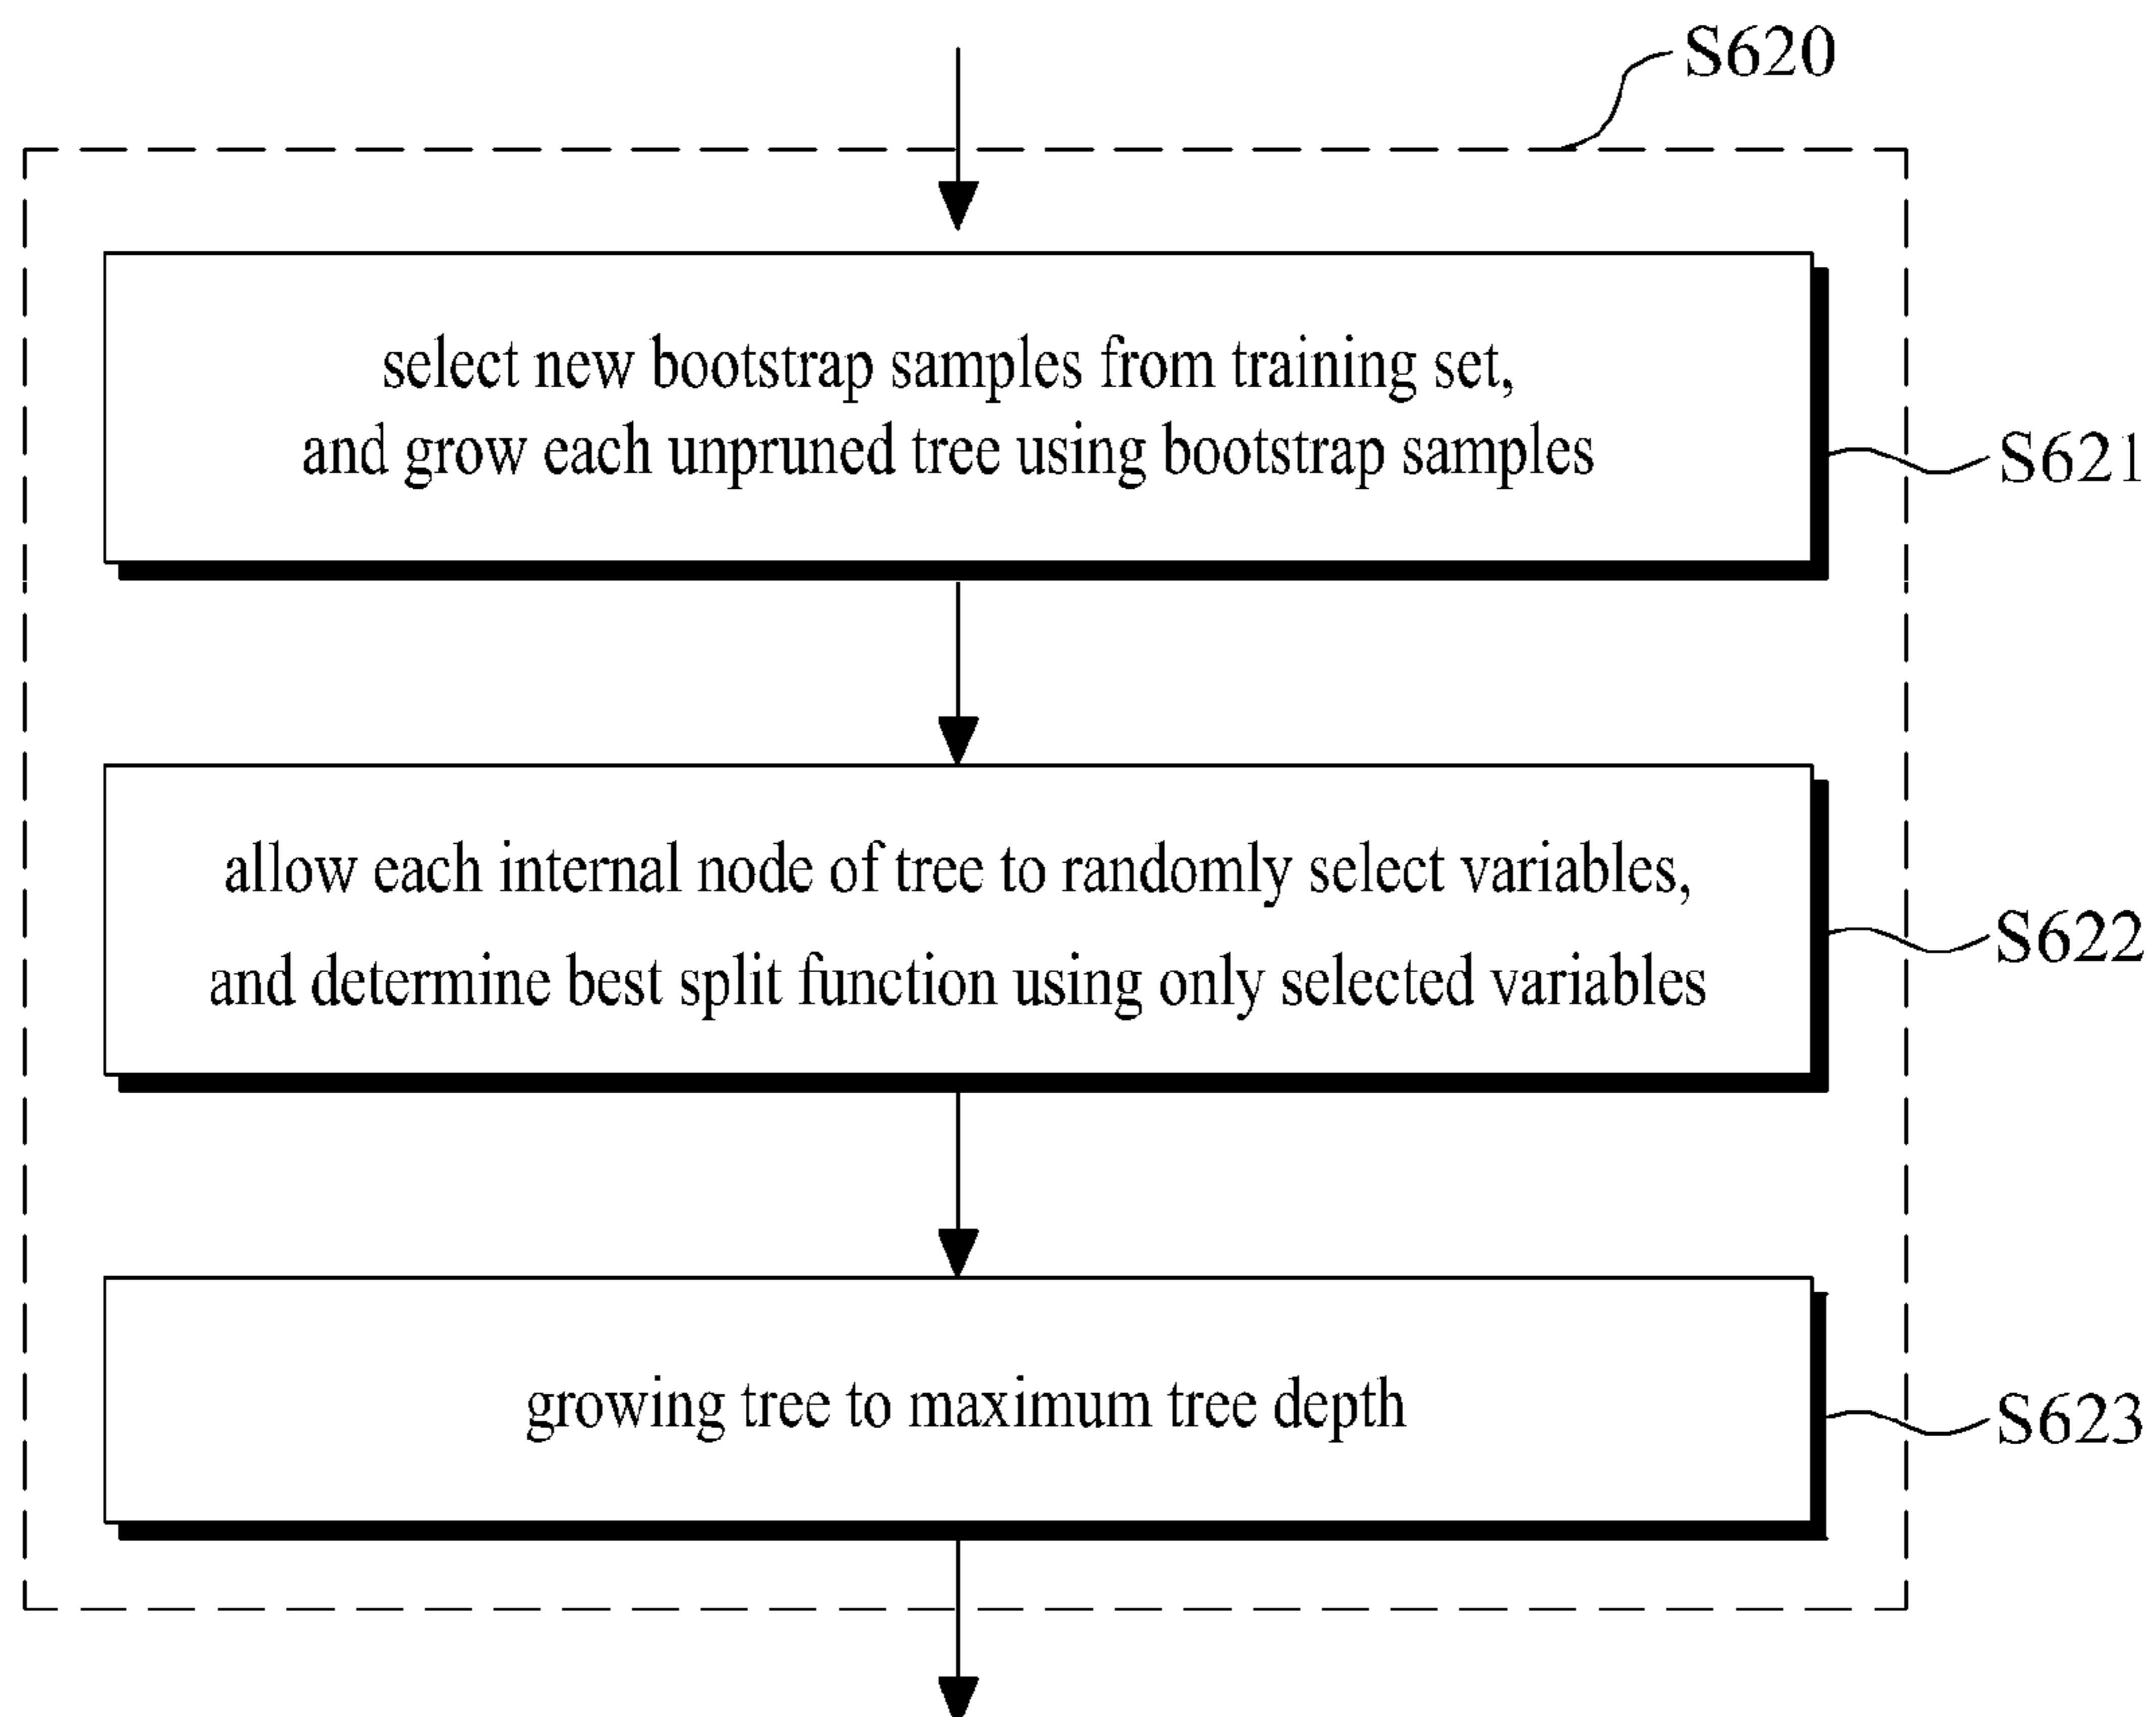 S620
select new bootstrap samples from training set,
and grow each unpruned tree using bootstrap samples
S621
allow each internal node of tree to randomly select variables,
and determine best split function using only selected variables
S622
growing tree to maximum tree depth
S623